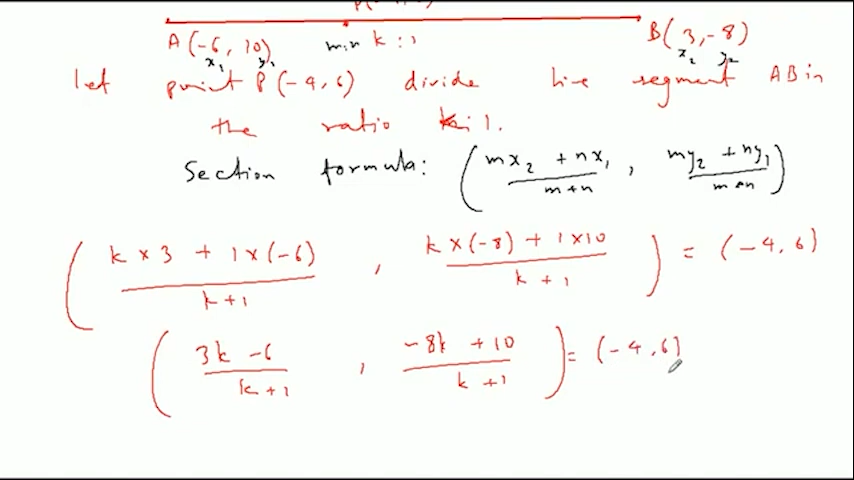 A(-6, 10) m:n k:1 B(3, -8)
x1 y1 x2 y2
let point P(-4,6) divide line segment AB in
the ratio k:1.
Section formula: ( mx2 + nx1 / m+n , my2 + ny1 / m+n )
( k×3 + 1×(-6) / k+1 , k×(-8) + 1×10 / k+1 ) = (-4, 6)
( 3k -6 / k+1 , -8k +10 / k+1 ) = (-4, 6)